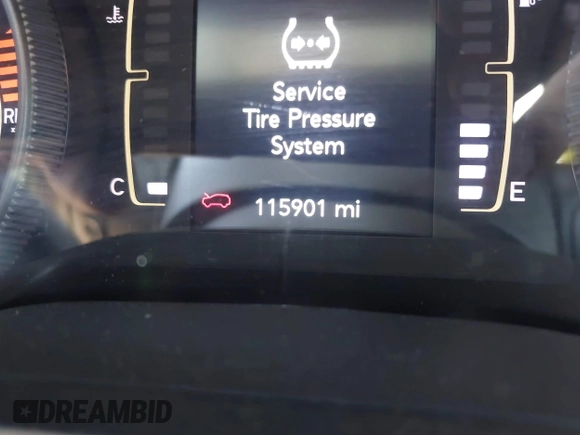 Service
Tire Pressure
System
C
E
115901 mi
DREAMBID